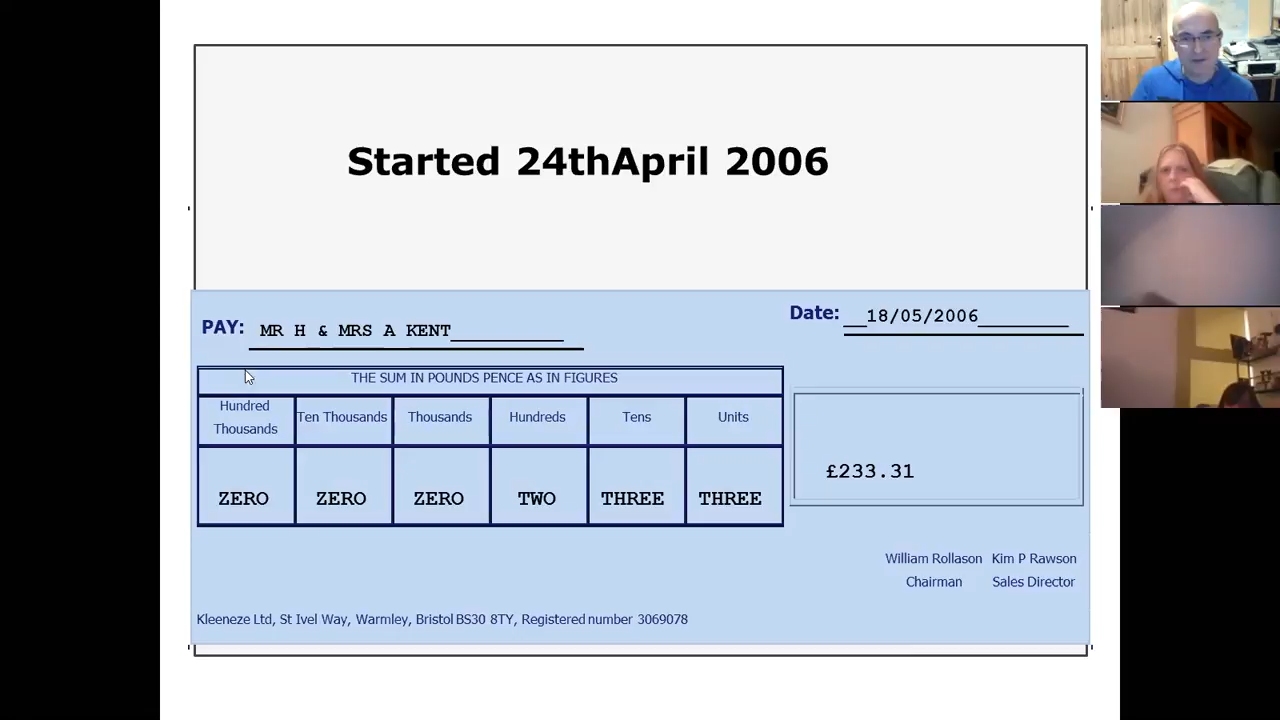 Started 24thApril 2006
PAY: MR H & MRS A KENT
Date: 18/05/2006
THE SUM IN POUNDS PENCE AS IN FIGURES
Hundred Thousands Ten Thousands Thousands Hundreds Tens Units
ZERO ZERO ZERO TWO THREE THREE
£233.31
William Rollason Kim P Rawson
Chairman Sales Director
Kleeneze Ltd, St Ivel Way, Warmley, Bristol BS30 8TY, Registered number 3069078